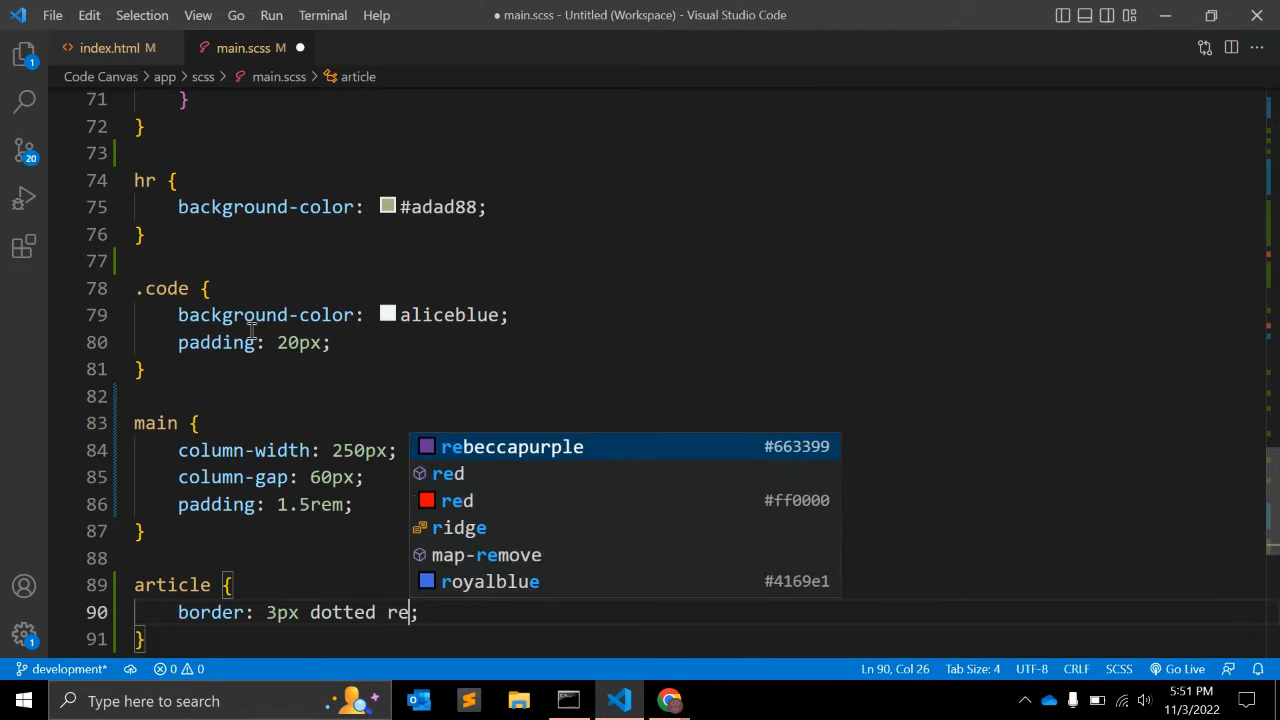 File Edit Selection View Go Run Terminal Help ● main.scss - Untitled (Workspace) - Visual Studio Code
<> index.html M main.scss M ●
Code Canvas > app > scss > main.scss > article
71 }
72 }
73
74 hr {
75 background-color: #adad88;
76 }
77
78 .code {
79 background-color: aliceblue;
80 padding: 20px;
81 }
82
83 main {
84 column-width: 250px;
85 column-gap: 60px;
86 padding: 1.5rem;
87 }
88
89 article {
90 border: 3px dotted re;
91 }
rebeccapurple #663399
red
red #ff0000
ridge
map-remove
royalblue #4169e1
1
20
1
development* 0 0 Ln 90, Col 26 Tab Size: 4 UTF-8 CRLF SCSS Go Live
Type here to search
5:51 PM
11/3/2022